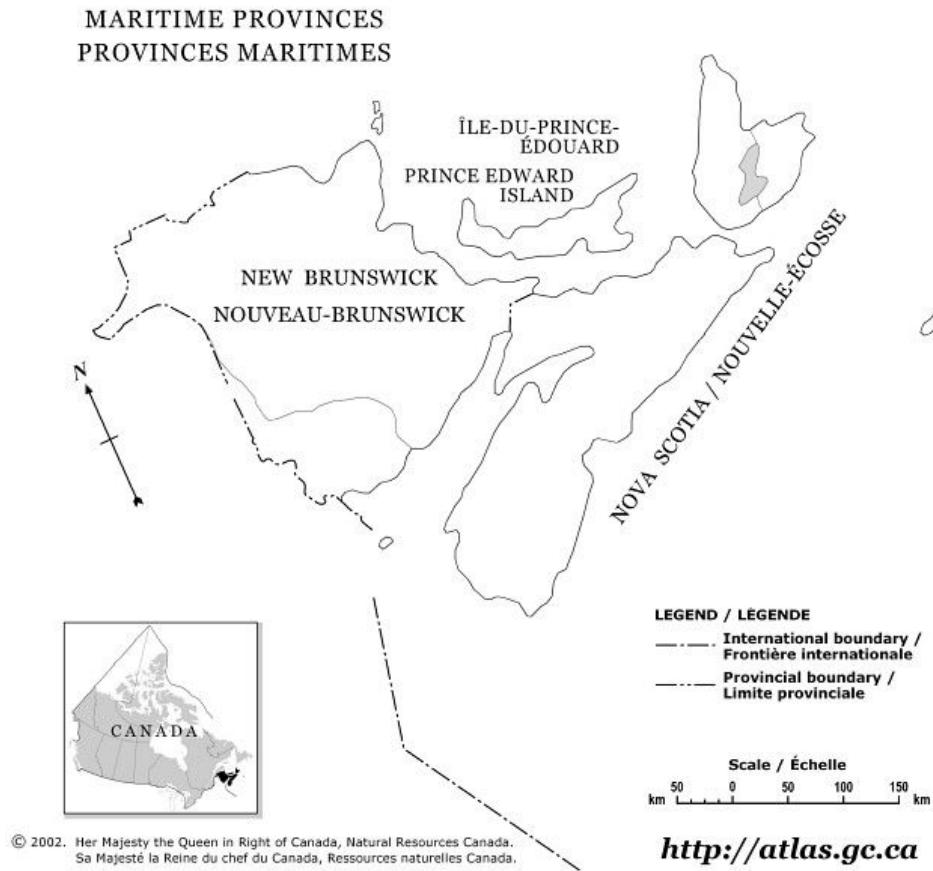 MARITIME PROVINCES
PROVINCES MARITIMES
ÎLE-DU-PRINCE-
ÉDOUARD
PRINCE EDWARD
ISLAND
NEW BRUNSWICK
NOUVEAU-BRUNSWICK
NOVA SCOTIA / NOUVELLE-ÉCOSSE
N
CANADA
LEGEND / LÉGENDE
International boundary /
Frontière internationale
Provincial boundary /
Limite provinciale
Scale / Échelle
km 50 0 50 100 150 km
© 2002. Her Majesty the Queen in Right of Canada, Natural Resources Canada.
Sa Majesté la Reine du chef du Canada, Ressources naturelles Canada.
http://atlas.gc.ca